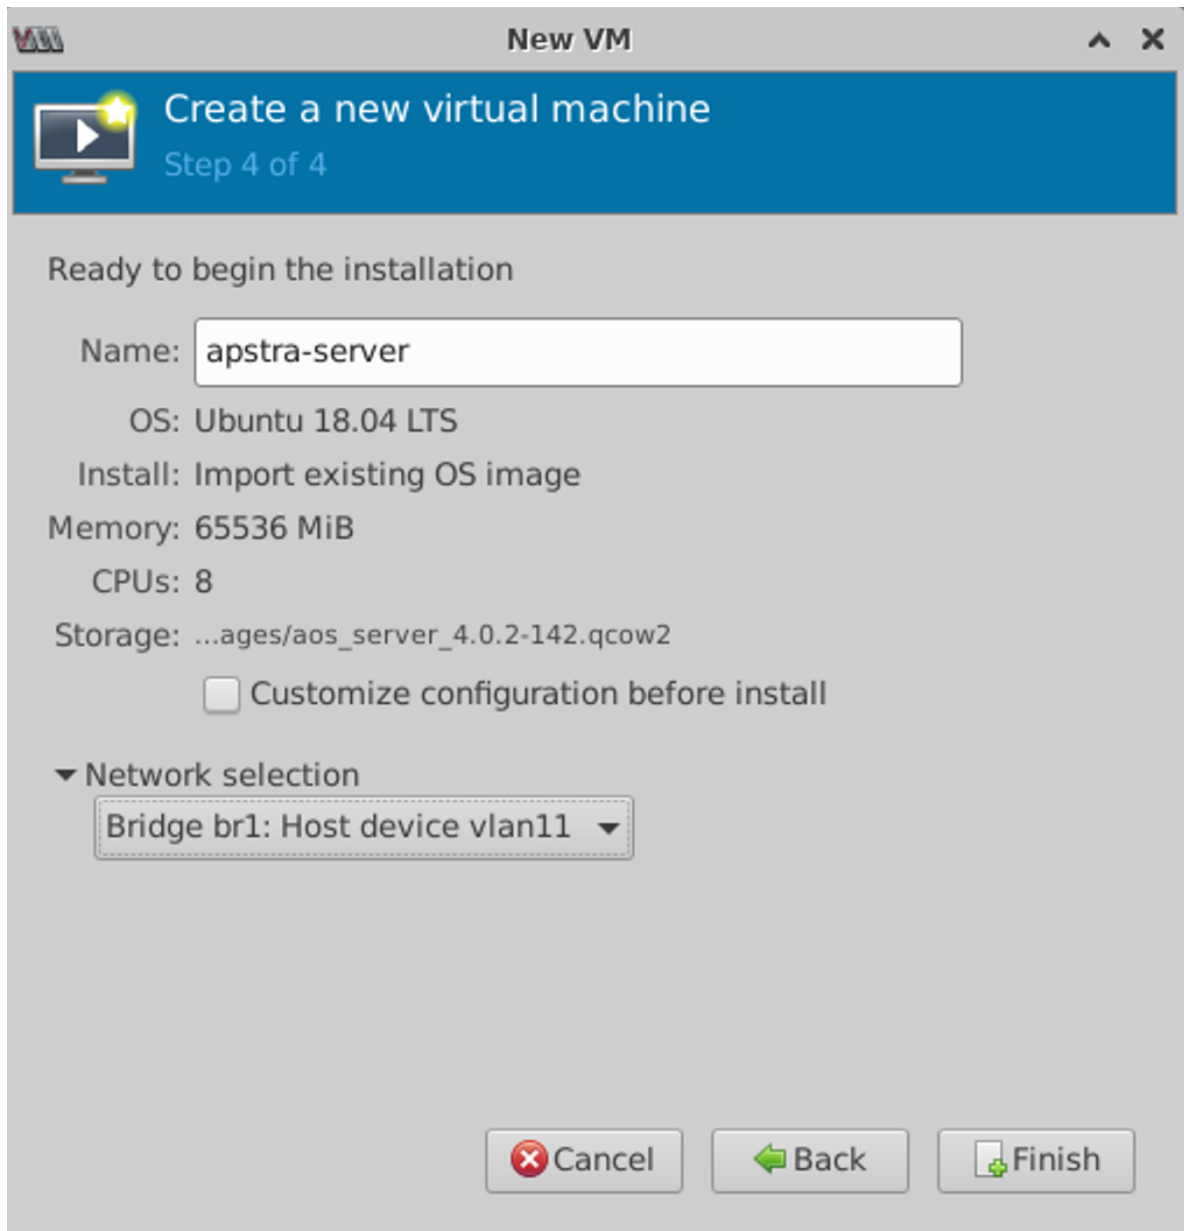 New VM
Create a new virtual machine
Step 4 of 4
Ready to begin the installation
Name: apstra-server
OS: Ubuntu 18.04 LTS
Install: Import existing OS image
Memory: 65536 MiB
CPUs: 8
Storage: ...ages/aos_server_4.0.2-142.qcow2
Customize configuration before install
Network selection
Bridge br1: Host device vlan11
Cancel Back Finish